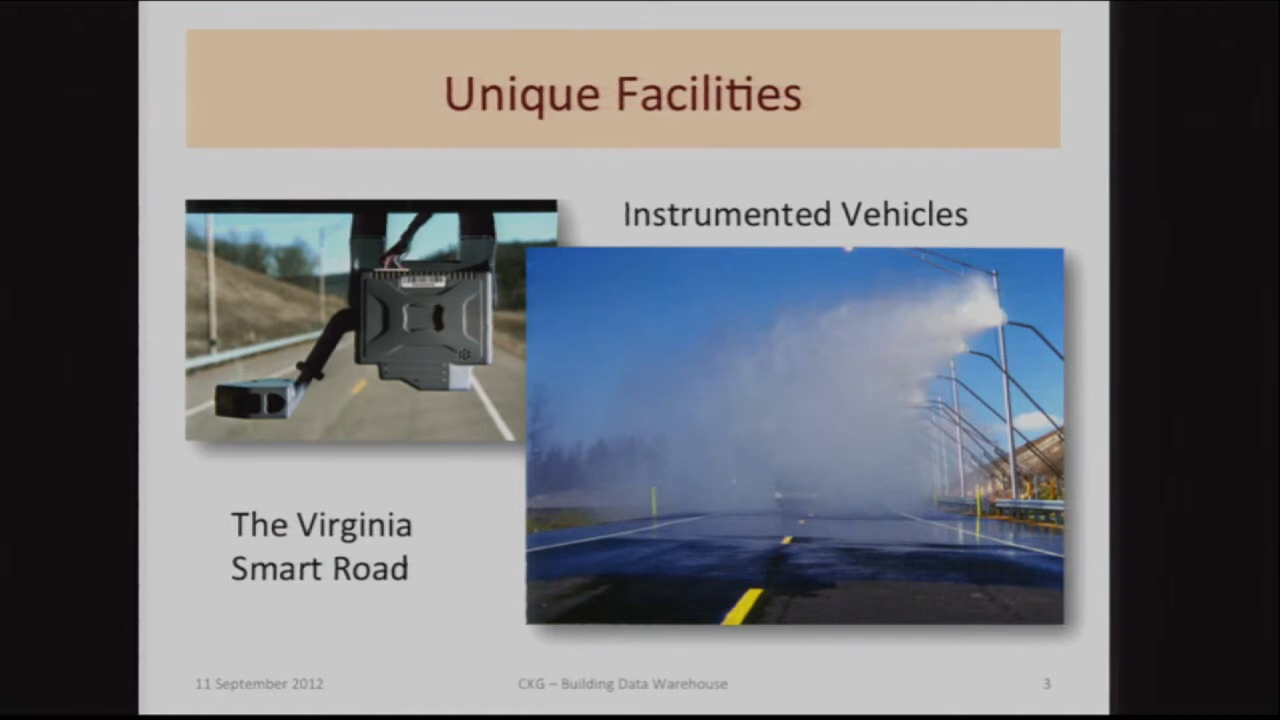 Unique Facilities
Instrumented Vehicles
The Virginia
Smart Road
11 September 2012
CKG – Building Data Warehouse
3